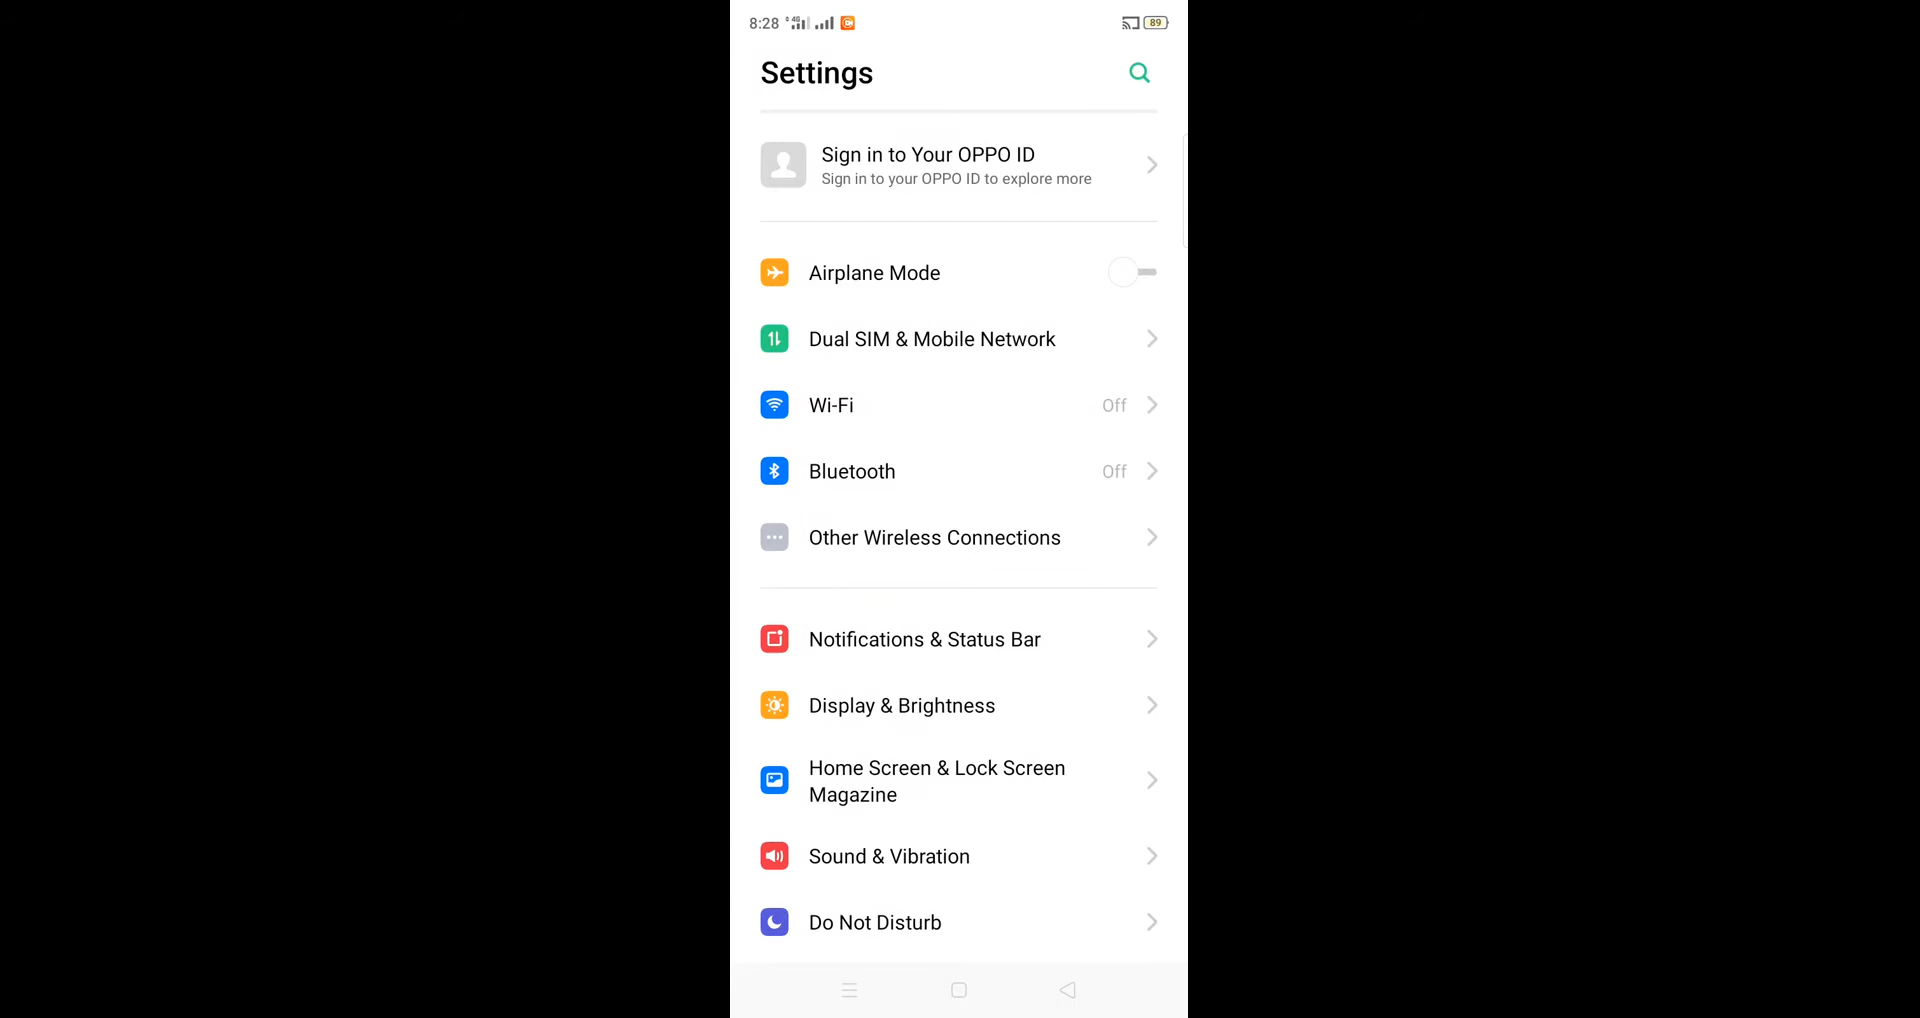 8:28 4G 89
Settings
Sign in to Your OPPO ID
Sign in to your OPPO ID to explore more
Airplane Mode
Dual SIM & Mobile Network
Wi-Fi Off
Bluetooth Off
Other Wireless Connections
Notifications & Status Bar
Display & Brightness
Home Screen & Lock Screen
Magazine
Sound & Vibration
Do Not Disturb